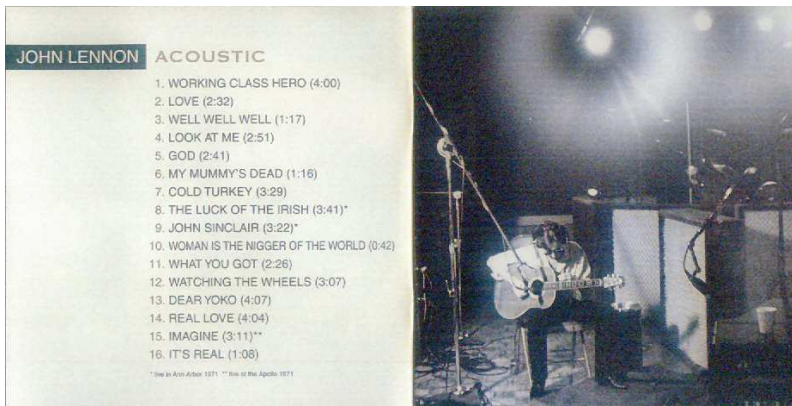 JOHN LENNON ACOUSTIC
1. WORKING CLASS HERO (4:00)
2. LOVE (2:32)
3. WELL WELL WELL (1:17)
4. LOOK AT ME (2:51)
5. GOD (2:41)
6. MY MUMMY'S DEAD (1:16)
7. COLD TURKEY (3:29)
8. THE LUCK OF THE IRISH (3:41)*
9. JOHN SINCLAIR (3:22)*
10. WOMAN IS THE NIGGER OF THE WORLD (0:42)
11. WHAT YOU GOT (2:26)
12. WATCHING THE WHEELS (3:07)
13. DEAR YOKO (4:07)
14. REAL LOVE (4:04)
15. IMAGINE (3:11)**
16. IT'S REAL (1:08)
* live in Ann Arbor 1971 ** live at the Apollo 1971